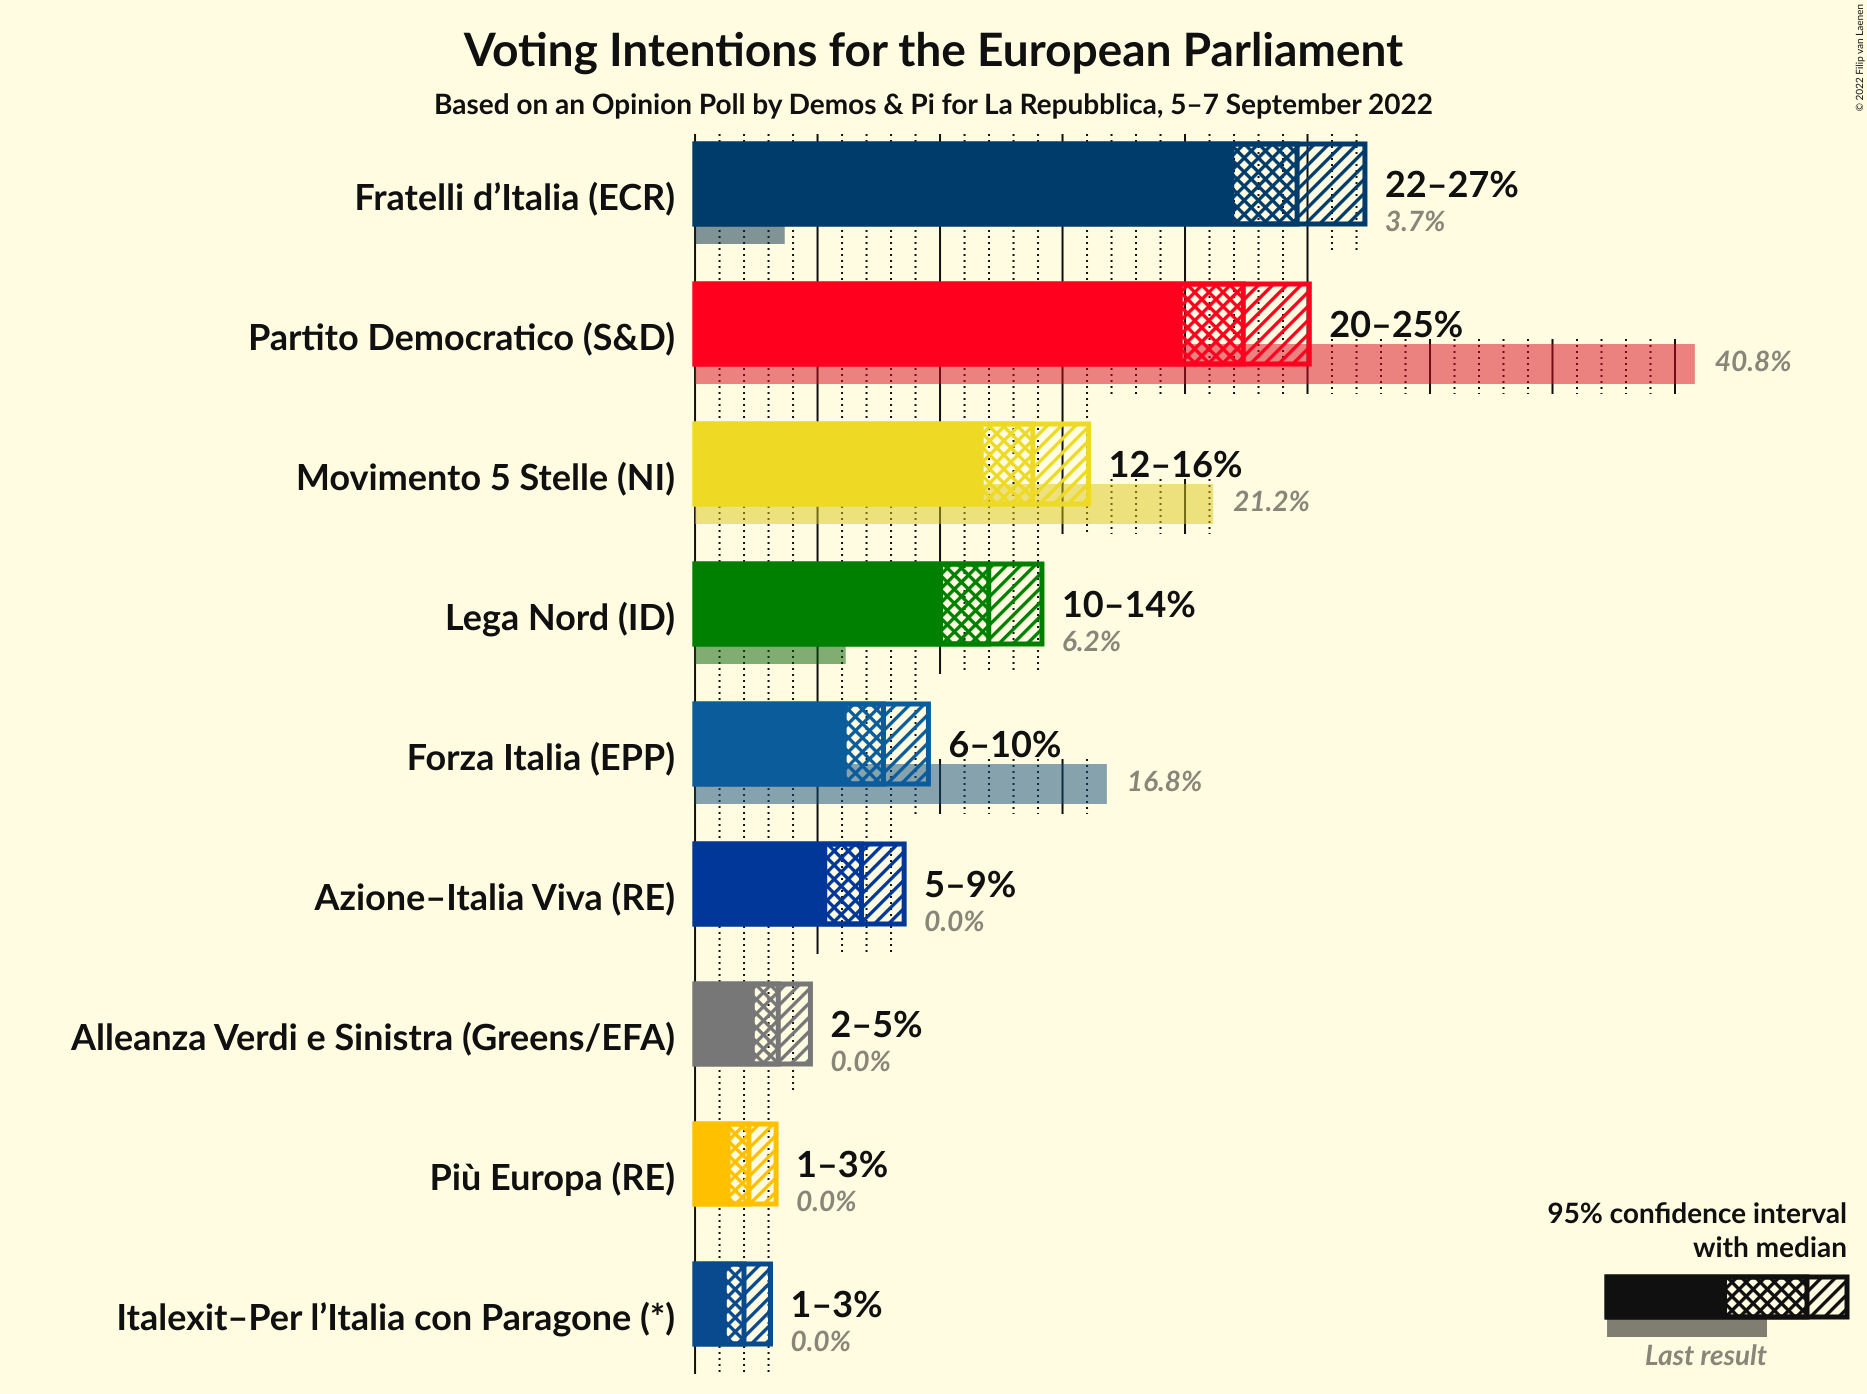 Voting Intentions for the European Parliament
Based on an Opinion Poll by Demos & Pi for La Repubblica, 5–7 September 2022
© 2022 Filip van Laenen
Fratelli d’Italia (ECR)
22–27%
3.7%
Partito Democratico (S&D)
20–25%
40.8%
Movimento 5 Stelle (NI)
12–16%
21.2%
Lega Nord (ID)
10–14%
6.2%
Forza Italia (EPP)
6–10%
16.8%
Azione–Italia Viva (RE)
5–9%
0.0%
Alleanza Verdi e Sinistra (Greens/EFA)
2–5%
0.0%
Più Europa (RE)
1–3%
0.0%
Italexit–Per l’Italia con Paragone (*)
1–3%
0.0%
95% confidence interval
with median
Last result